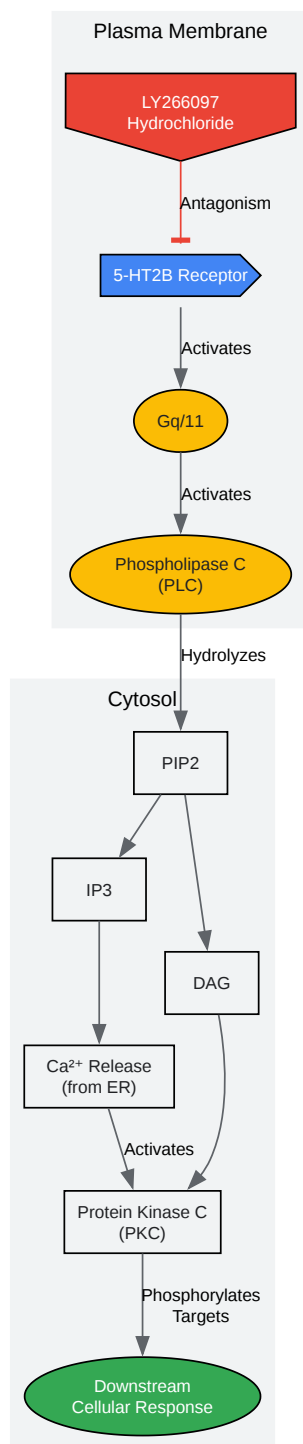 Plasma Membrane
LY266097
Hydrochloride
Antagonism
5-HT2B Receptor
Activates
Gq/11
Activates
Phospholipase C
(PLC)
Hydrolyzes
Cytosol
PIP2
IP3
DAG
Ca²⁺ Release
(from ER)
Activates
Protein Kinase C
(PKC)
Phosphorylates
Targets
Downstream
Cellular Response